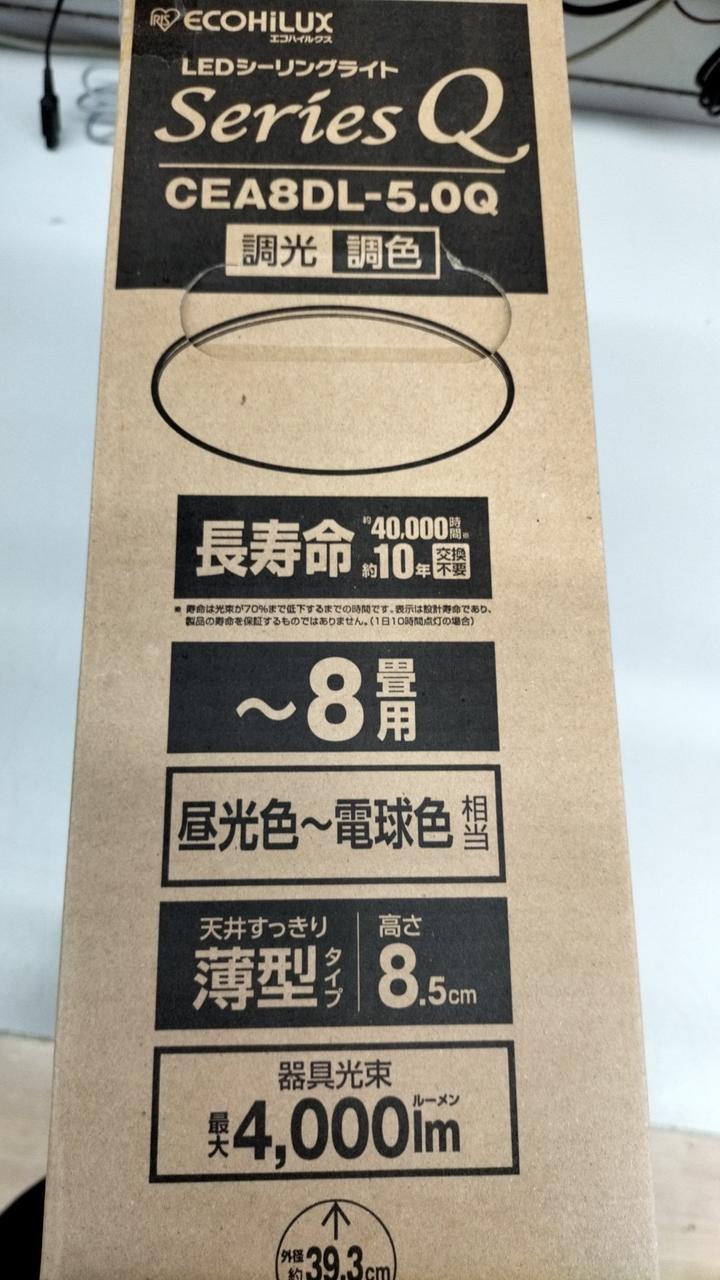 IRIS ECOHiLUX
エコハイルクス
LEDシーリングライト
Series Q
CEA8DL-5.0Q
調光 調色
長寿命 約40,000時間※
約10年 交換不要
※ 寿命は光束が70%まで低下するまでの時間です。表示は設計寿命であり、
製品の寿命を保証するものではありません。(1日10時間点灯の場合)
～8畳用
昼光色～電球色相当
天井すっきり
薄型タイプ
高さ
8.5cm
器具光束
最大4,000lm
ルーメン
外径
約39.3cm